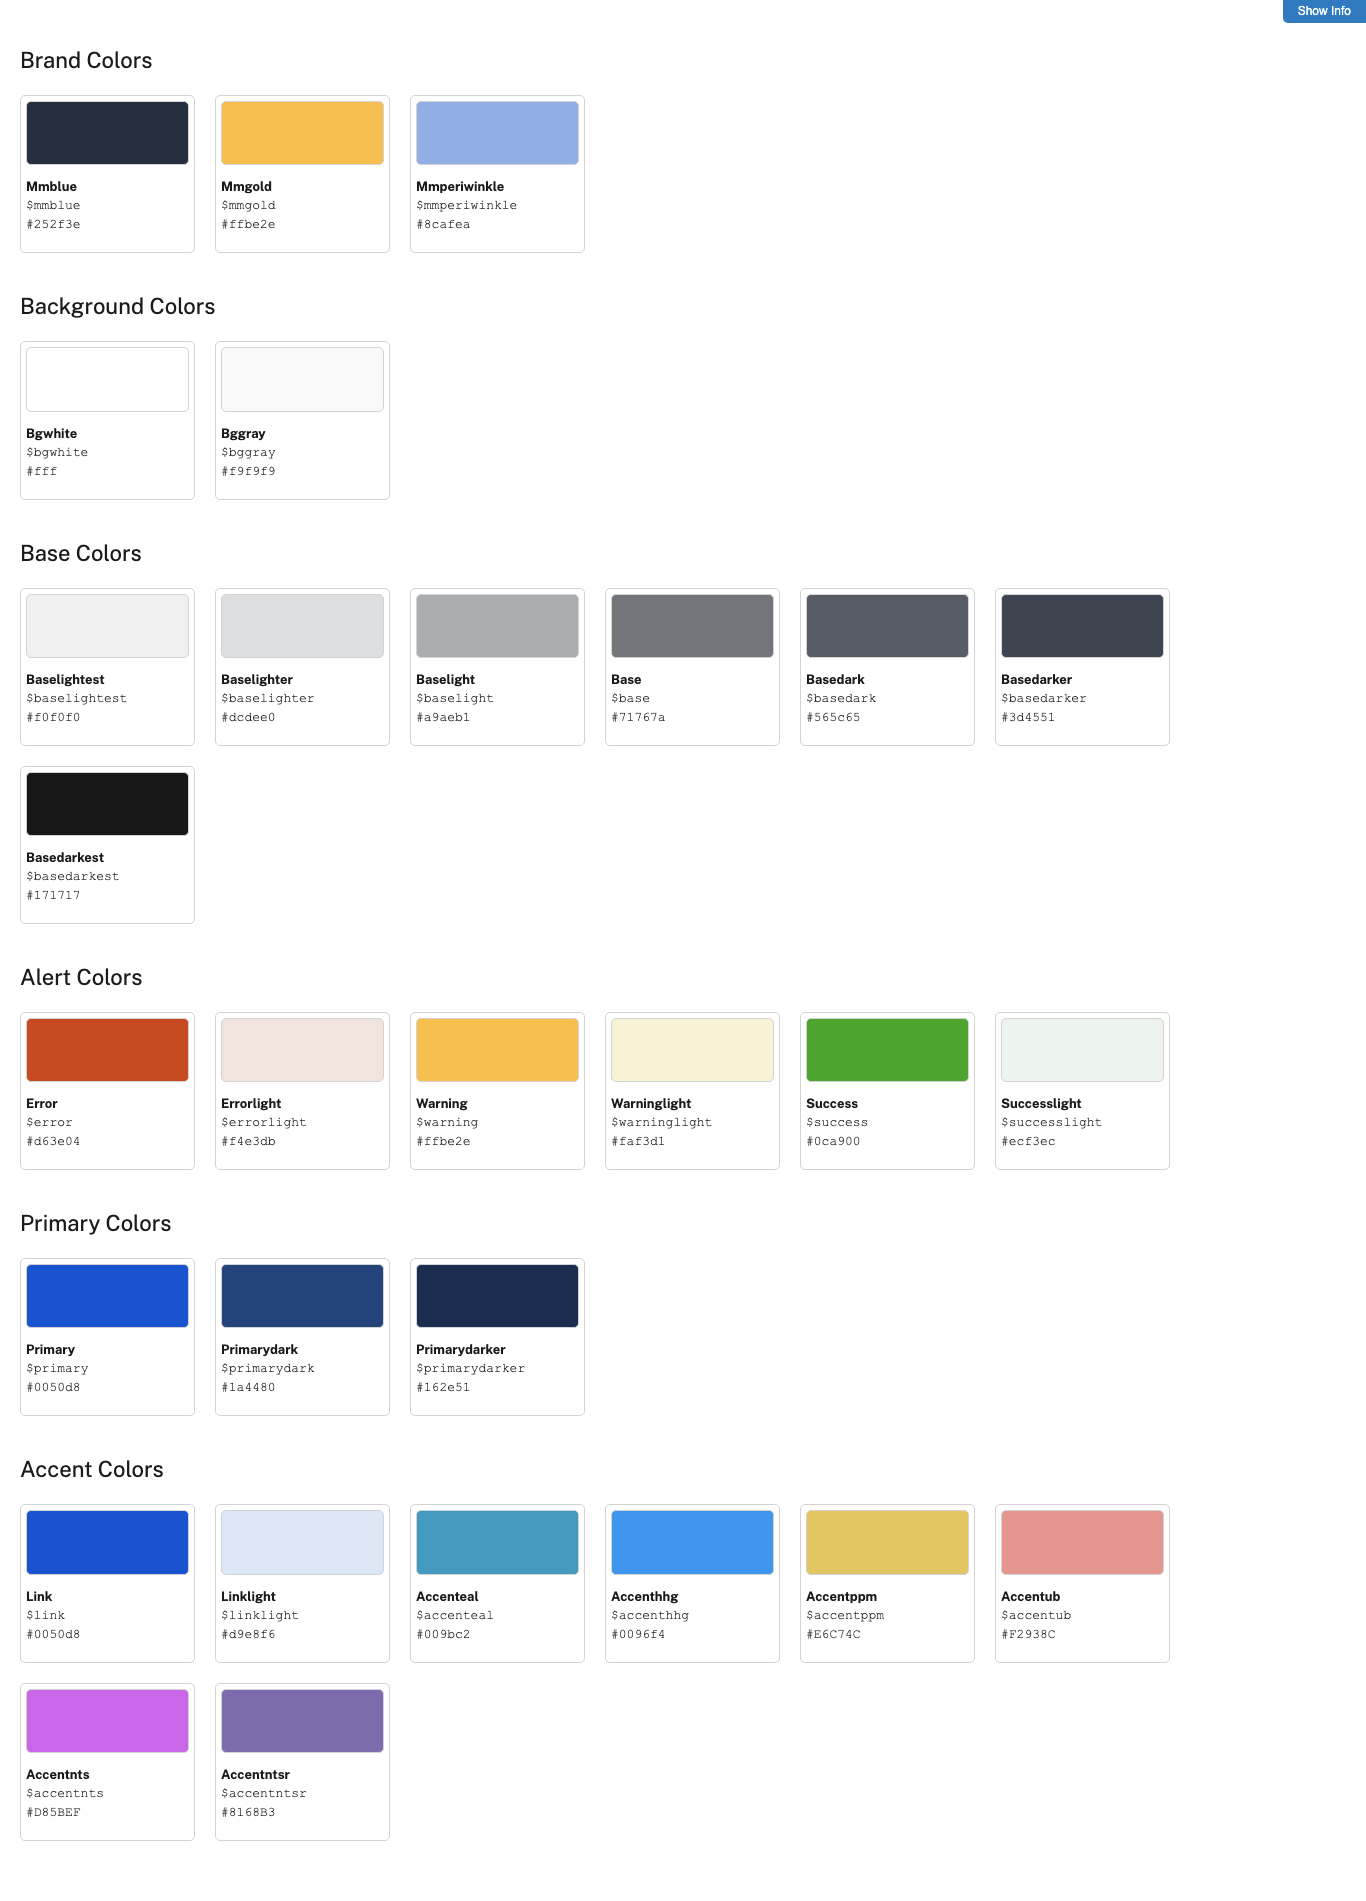 Show Info
Brand Colors
Mmblue
$mmblue
#252f3e
Mmgold
$mmgold
#ffbe2e
Mmperiwinkle
$mmperiwinkle
#8cafea
Background Colors
Bgwhite
$bgwhite
#fff
Bggray
$bggray
#f9f9f9
Base Colors
Baselightest
$baselightest
#f0f0f0
Baselighter
$baselighter
#dcdee0
Baselight
$baselight
#a9aeb1
Base
$base
#71767a
Basedark
$basedark
#565c65
Basedarker
$basedarker
#3d4551
Basedarkest
$basedarkest
#171717
Alert Colors
Error
$error
#d63e04
Errorlight
$errorlight
#f4e3db
Warning
$warning
#ffbe2e
Warninglight
$warninglight
#faf3d1
Success
$success
#0ca900
Successlight
$successlight
#ecf3ec
Primary Colors
Primary
$primary
#0050d8
Primarydark
$primarydark
#1a4480
Primarydarker
$primarydarker
#162e51
Accent Colors
Link
$link
#0050d8
Linklight
$linklight
#d9e8f6
Accenteal
$accenteal
#009bc2
Accenthhg
$accenthhg
#0096f4
Accentppm
$accentppm
#E6C74C
Accentub
$accentub
#F2938C
Accentnts
$accentnts
#D85BEF
Accentntsr
$accentntsr
#8168B3